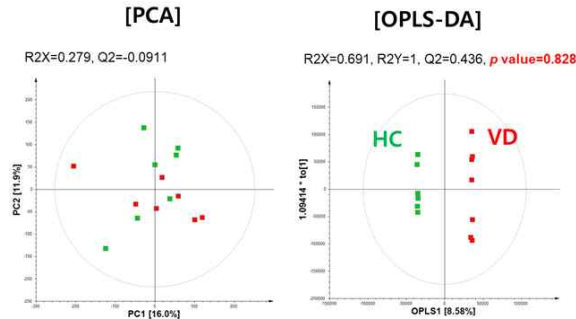 [PCA]
[OPLS-DA]
R2X=0.279, Q2=-0.0911
R2X=0.691, R2Y=1, Q2=0.436, p value=0.828
HC
VD
PC2 [11.9%]
PC1 [16.0%]
1.09414 * to[1]
OPLS1 [8.58%]